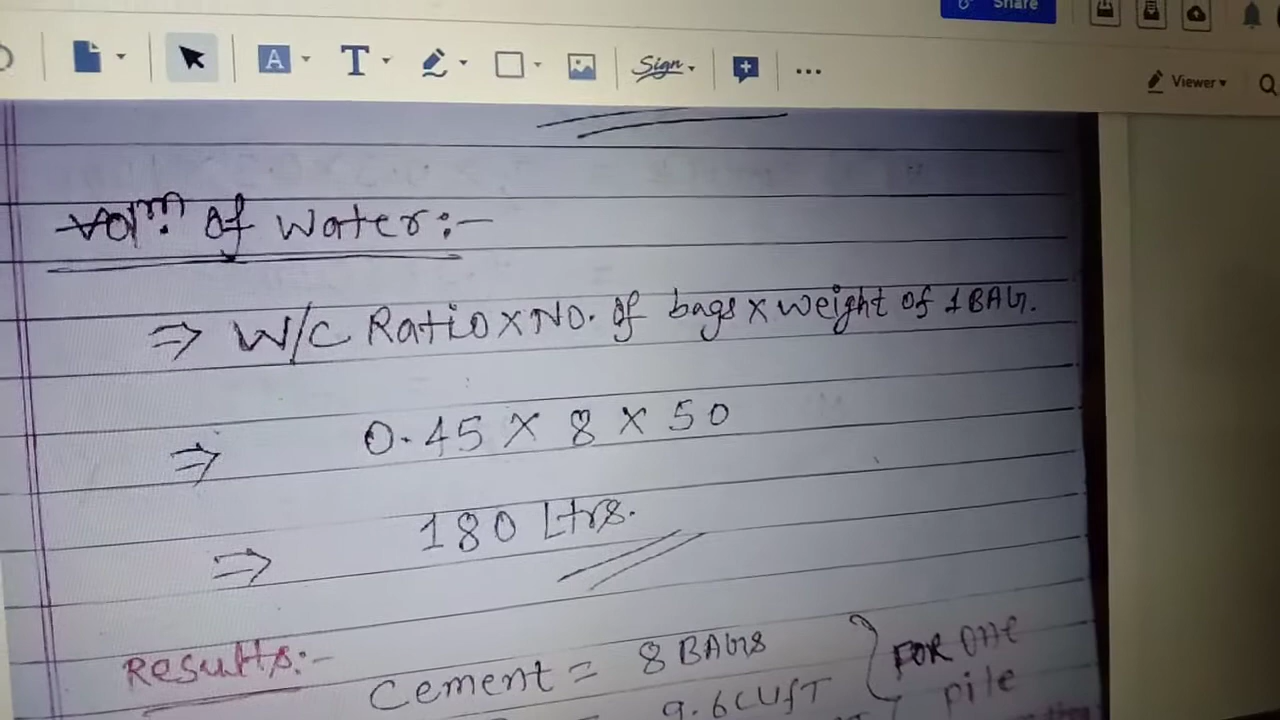 Share
A T Sign ...
Viewer
Volm. of water:-
⇒ W/C Ratio x No. of bags x weight of 1 BAG.
⇒ 0.45 x 8 x 50
⇒ 180 Ltrs.
Results:-
Cement = 8 BAGS
FOR one
9.6 CUFT
pile